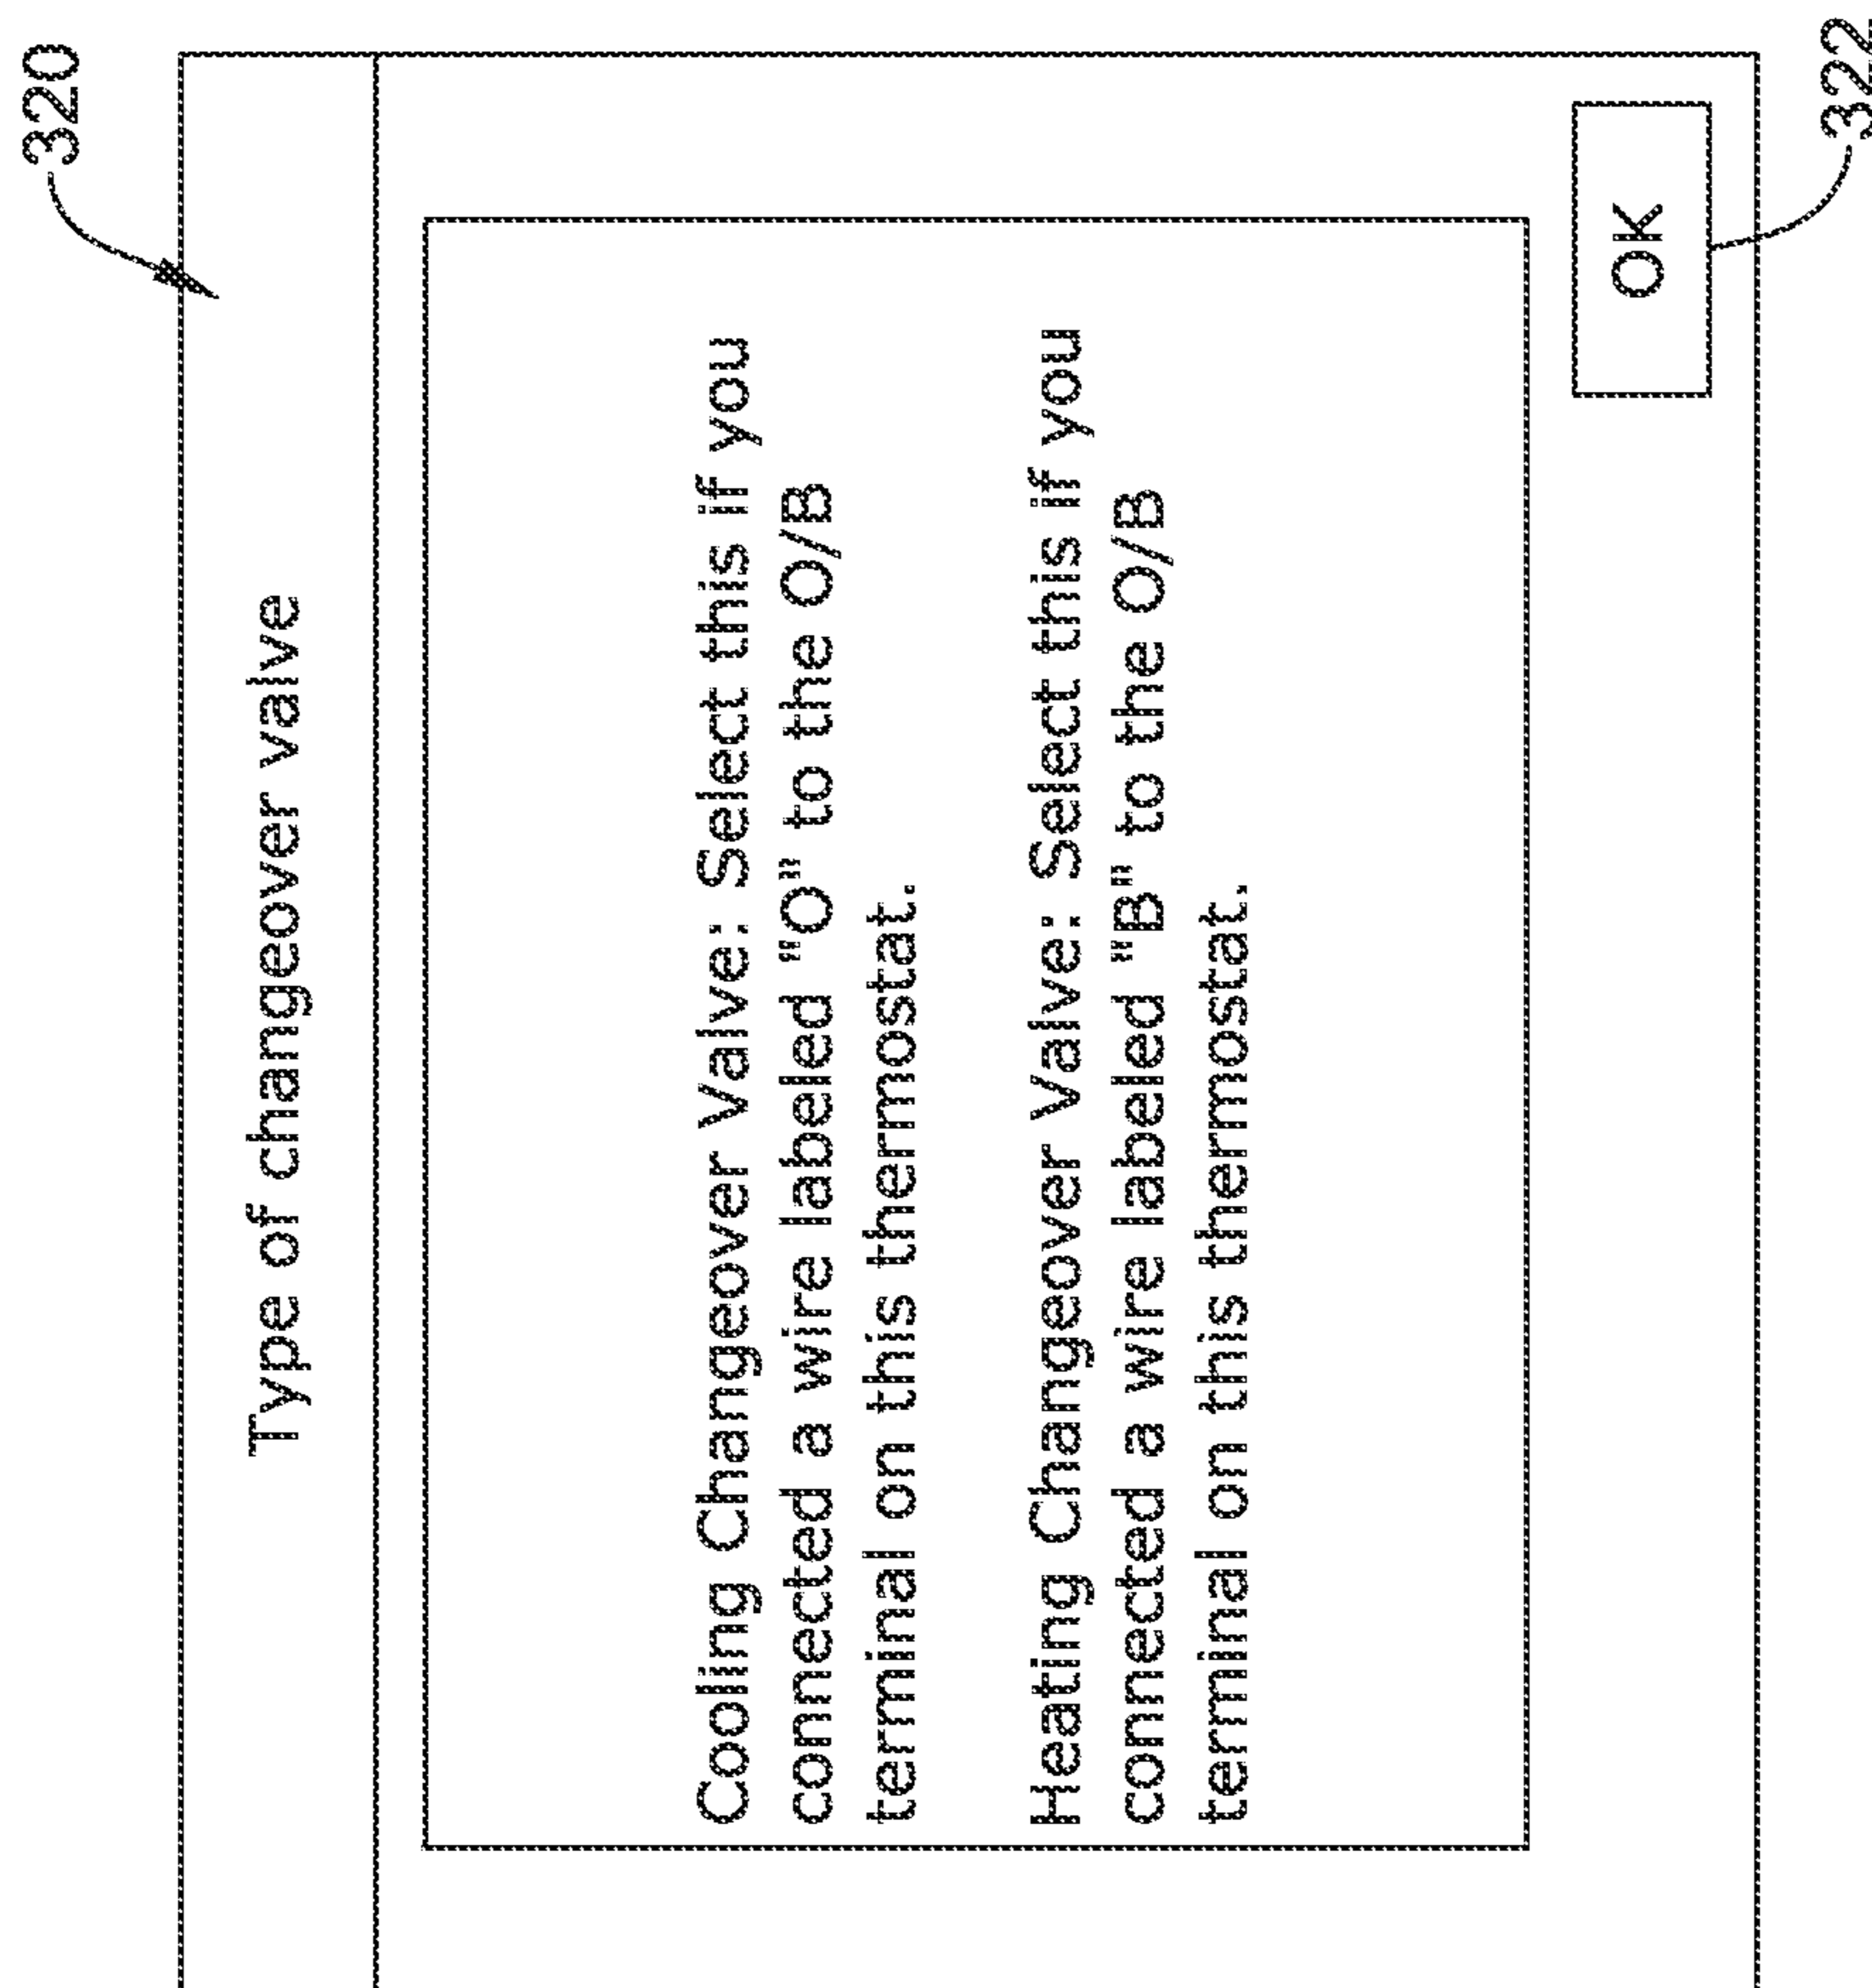 320
Type of changeover valve
Cooling Changeover Valve: Select this if you
connected a wire labeled "O" to the O/B
terminal on this thermostat.
Heating Changeover Valve: Select this if you
connected a wire labeled "B" to the O/B
terminal on this thermostat.
OK
322